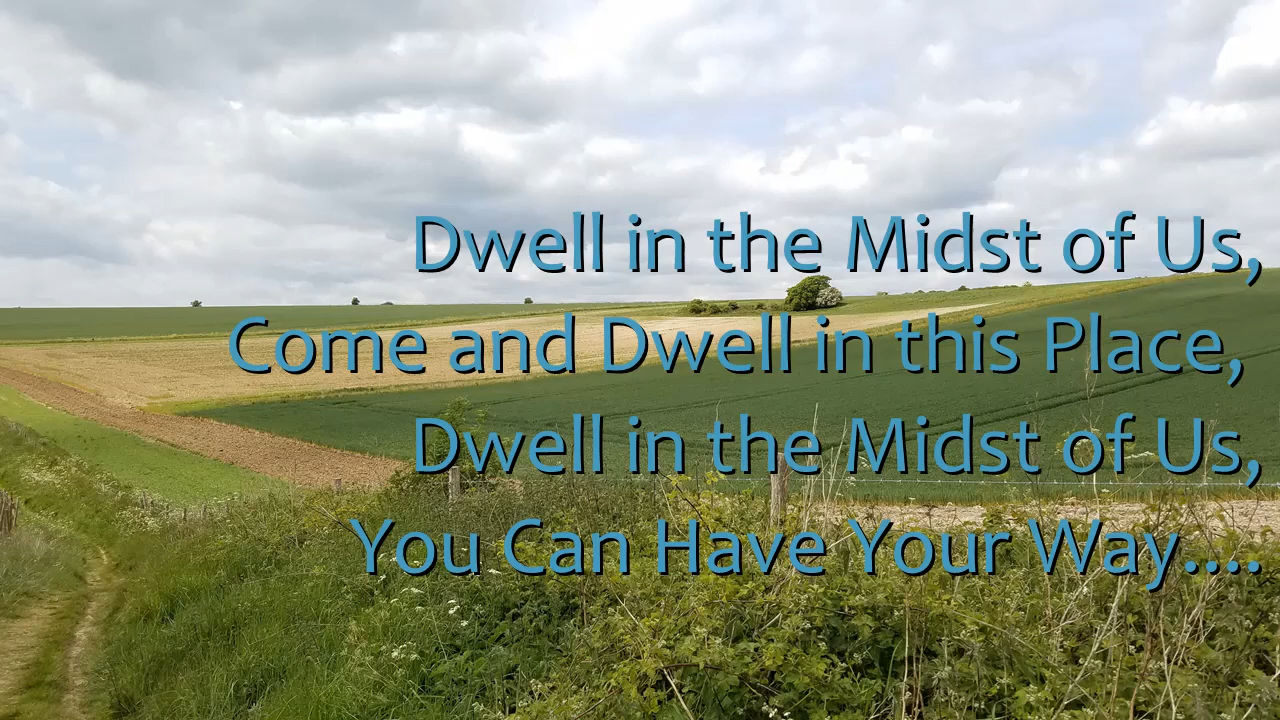 Dwell in the Midst of Us,
Come and Dwell in this Place,
Dwell in the Midst of Us,
You Can Have Your Way....